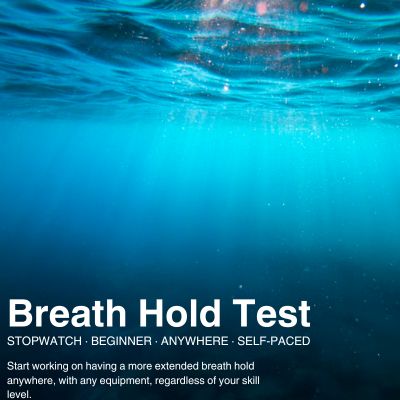 Breath Hold Test
STOPWATCH · BEGINNER · ANYWHERE · SELF-PACED
Start working on having a more extended breath hold
anywhere, with any equipment, regardless of your skill
level.